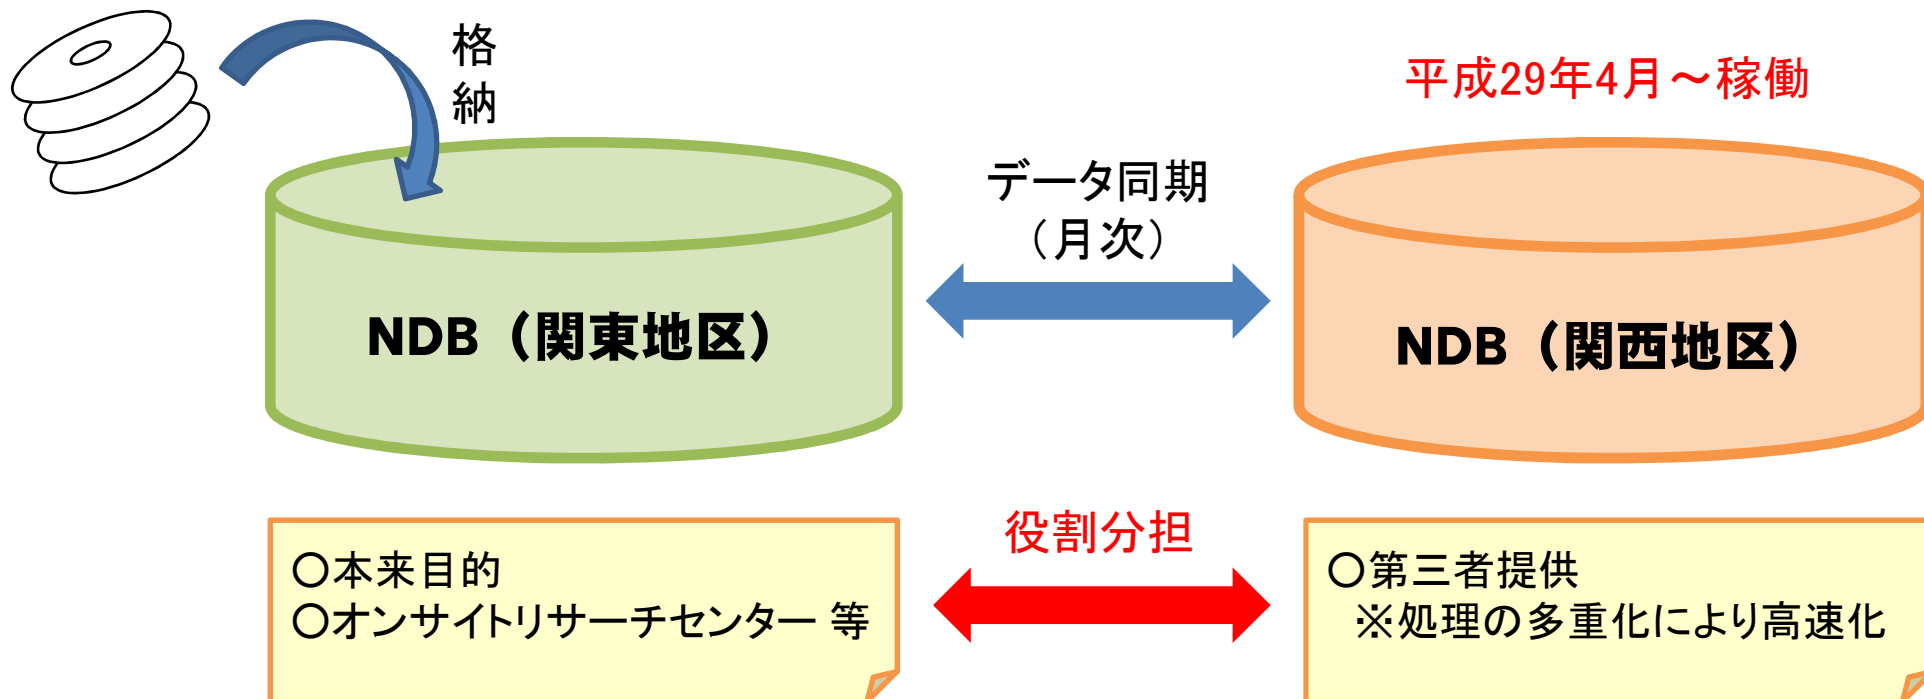 格
納
平成29年4月～稼働
データ同期
（月次）
NDB（関東地区）
NDB（関西地区）
役割分担
○本来目的
○オンサイトリサーチセンター 等
○第三者提供
※処理の多重化により高速化